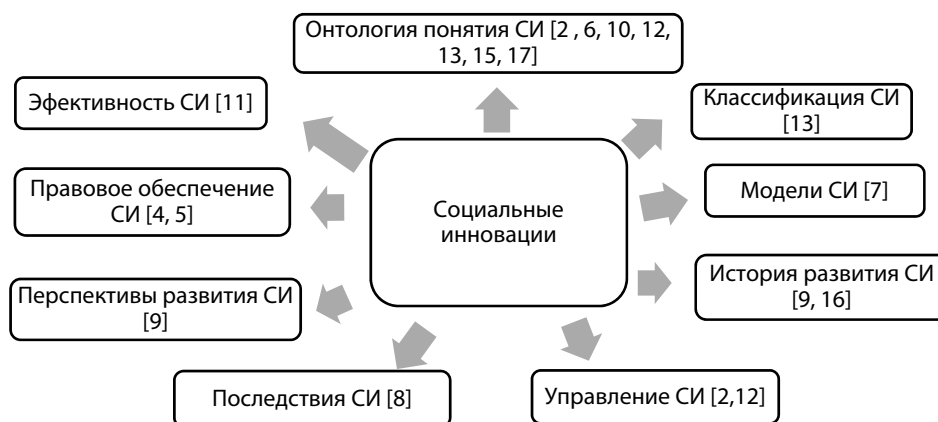 Онтология понятия СИ [2 , 6, 10, 12,
13, 15, 17]
Эфективность СИ [11]
Классификация СИ
[13]
Правовое обеспечение
СИ [4, 5]
Социальные
инновации
Модели СИ [7]
Перспективы развития СИ
[9]
История развития СИ
[9, 16]
Последствия СИ [8]
Управление СИ [2,12]